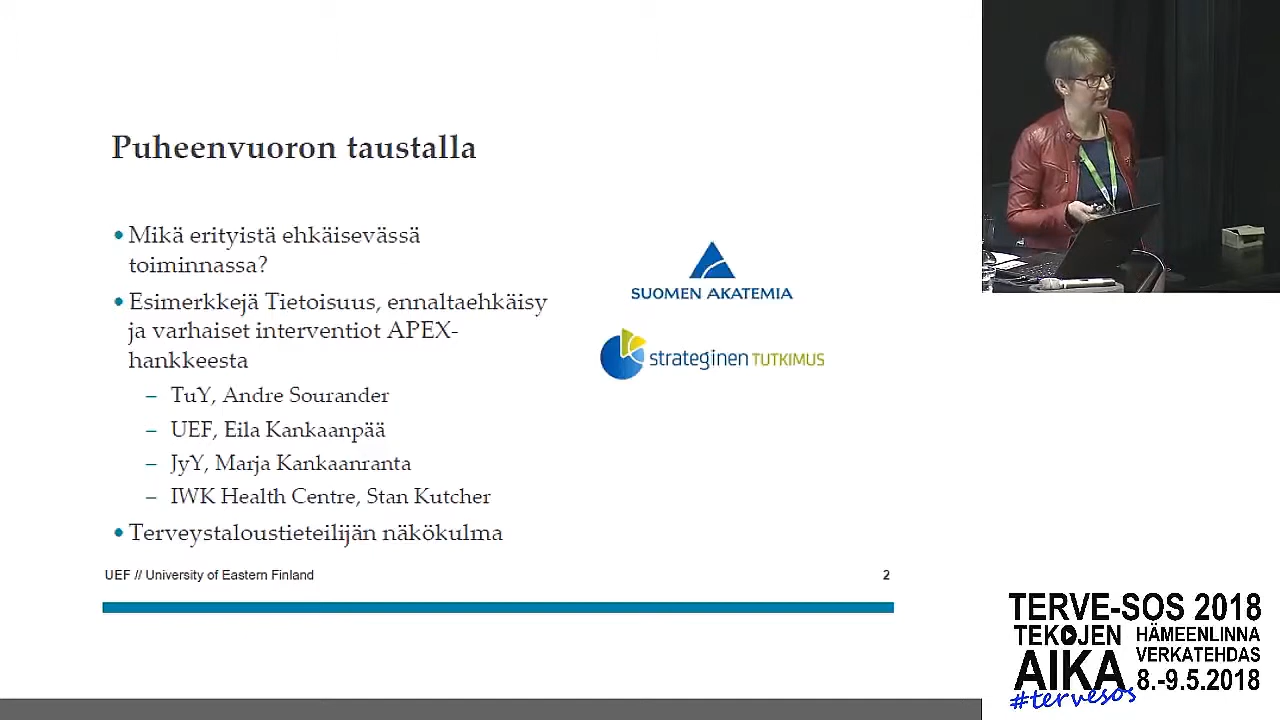 Puheenvuoron taustalla
• Mikä erityistä ehkäisevässä
toiminnassa?
• Esimerkkejä Tietoisuus, ennaltaehkäisy
ja varhaiset interventiot APEX-
hankkeesta
– TuY, Andre Sourander
– UEF, Eila Kankaanpää
– JyY, Marja Kankaanranta
– IWK Health Centre, Stan Kutcher
• Terveystaloustieteilijän näkökulma
SUOMEN AKATEMIA
strateginen TUTKIMUS
UEF // University of Eastern Finland
2
TERVE-SOS 2018
TEKOJEN
AIKA
HÄMEENLINNA
VERKATEHDAS
8.-9.5.2018
#tervesos